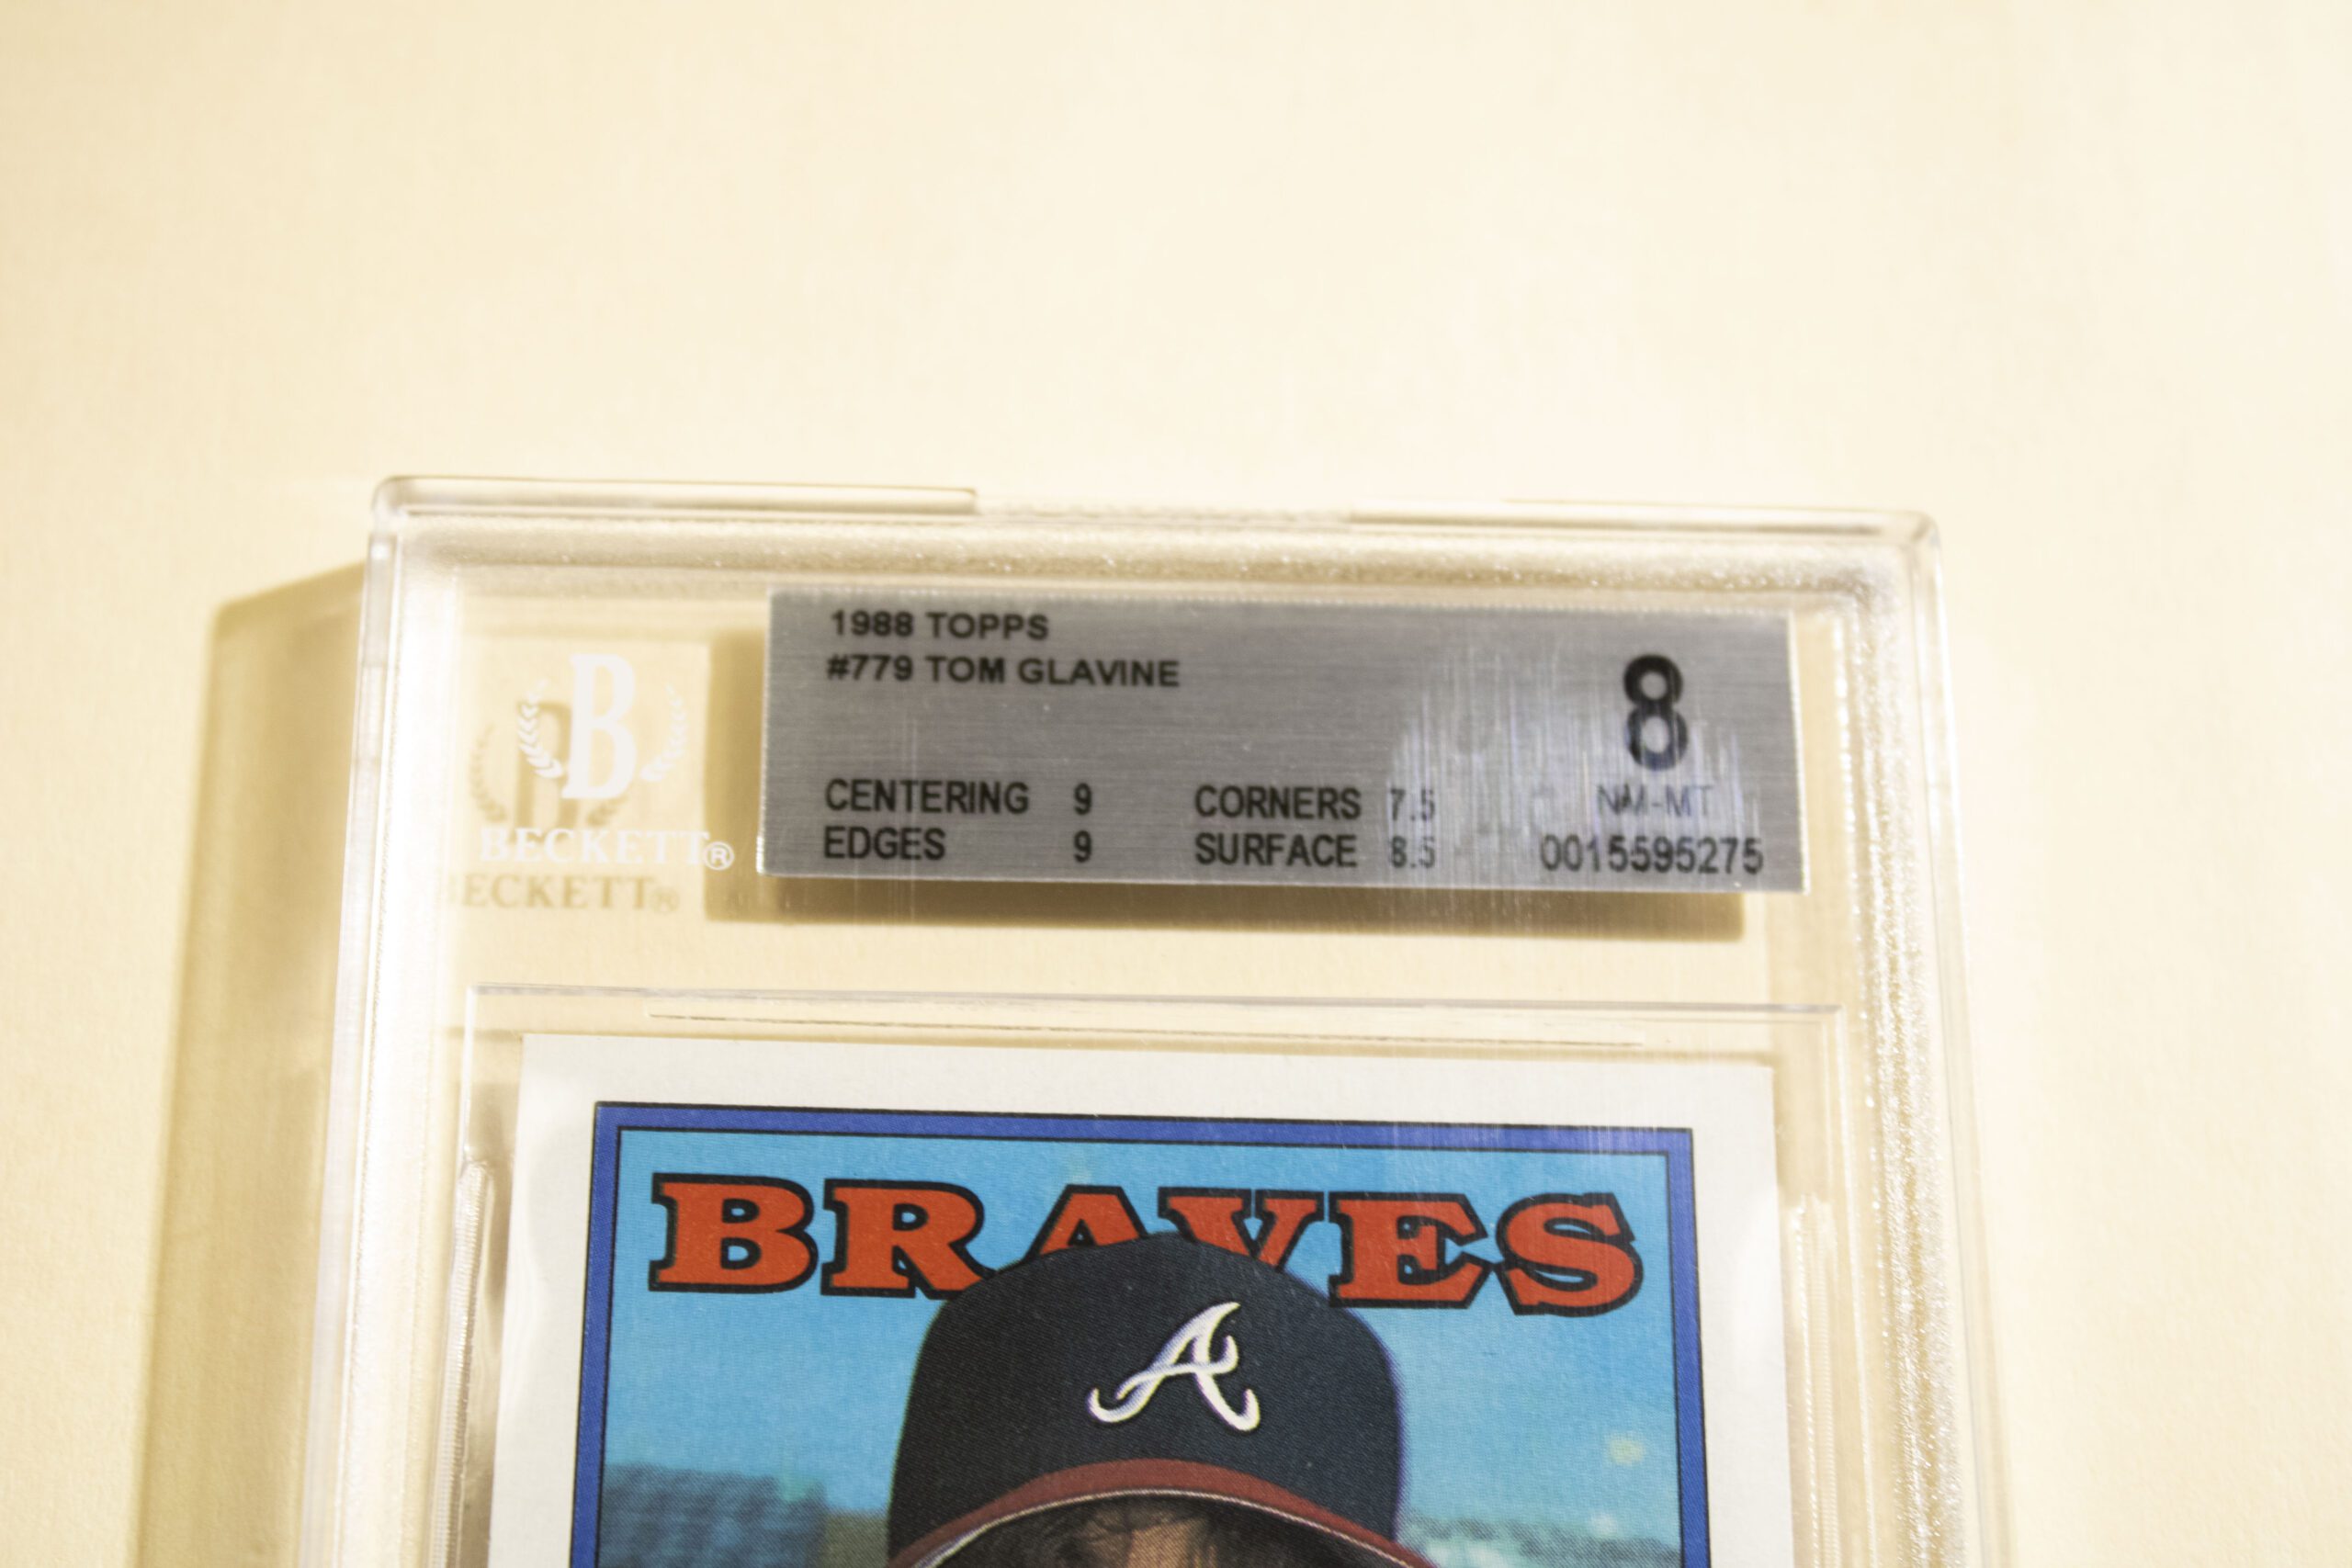 1988 TOPPS
#779 TOM GLAVINE
8
CENTERING 9 CORNERS 7.5 NM-MT
EDGES 9 SURFACE 8.5 0015595275
B
BECKETT®
BRAVES
A